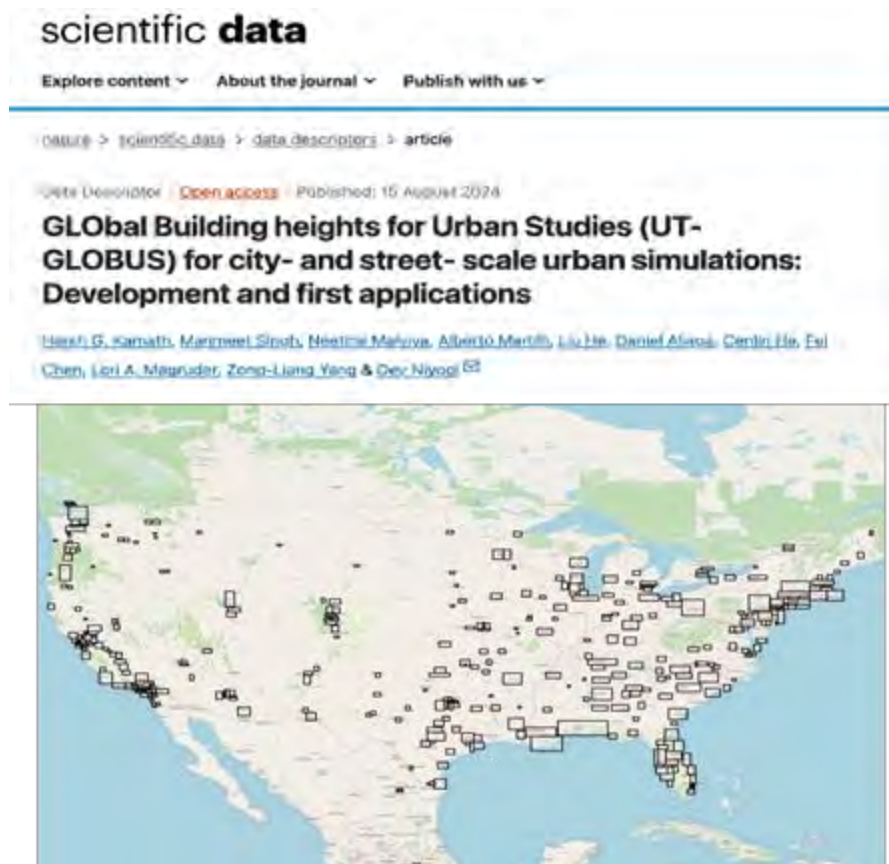 scientific data
Explore content About the journal Publish with us
nature > scientific data > data descriptors > article
Data Descriptor Open access Published: 15 August 2024
GLObal Building heights for Urban Studies (UT-
GLOBUS) for city- and street- scale urban simulations:
Development and first applications
Harsh G. Kamath, Manmeet Singh, Neetiraj Malviya, Alberto Martilli, Liu He, Daniel Aliaga, Cenlin He, Fei
Chen, Lori A. Magruder, Zong-Liang Yang & Dev Niyogi